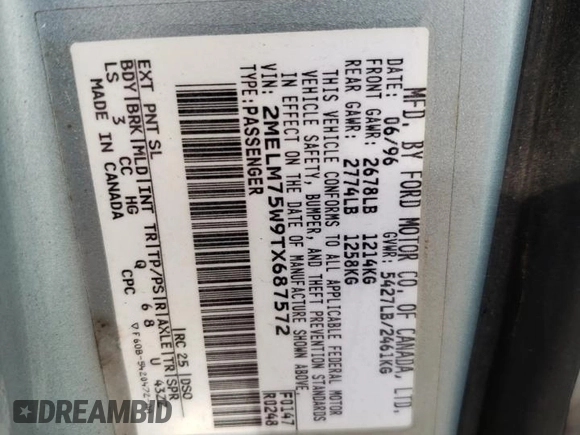 MFD. BY FORD MOTOR CO. OF CANADA, LTD.
DATE: 06/96 GVWR: 5427LB/2461KG
FRONT GAWR: 2678LB 1214KG
REAR GAWR: 2774LB 1258KG
THIS VEHICLE CONFORMS TO ALL APPLICABLE FEDERAL MOTOR
VEHICLE SAFETY, BUMPER, AND THEFT PREVENTION STANDARDS
IN EFFECT ON THE DATE OF MANUFACTURE SHOWN ABOVE.
VIN: 2MELM75W9TX687572 F0147
TYPE: PASSENGER R0248
EXT PNT SL RC 25 DSO
BDY BRK MLD INT TR TP/PS R AXLE TR SPR
LS 3 CC HG Q 6 8 U
MADE IN CANADA CPC
DREAMBID